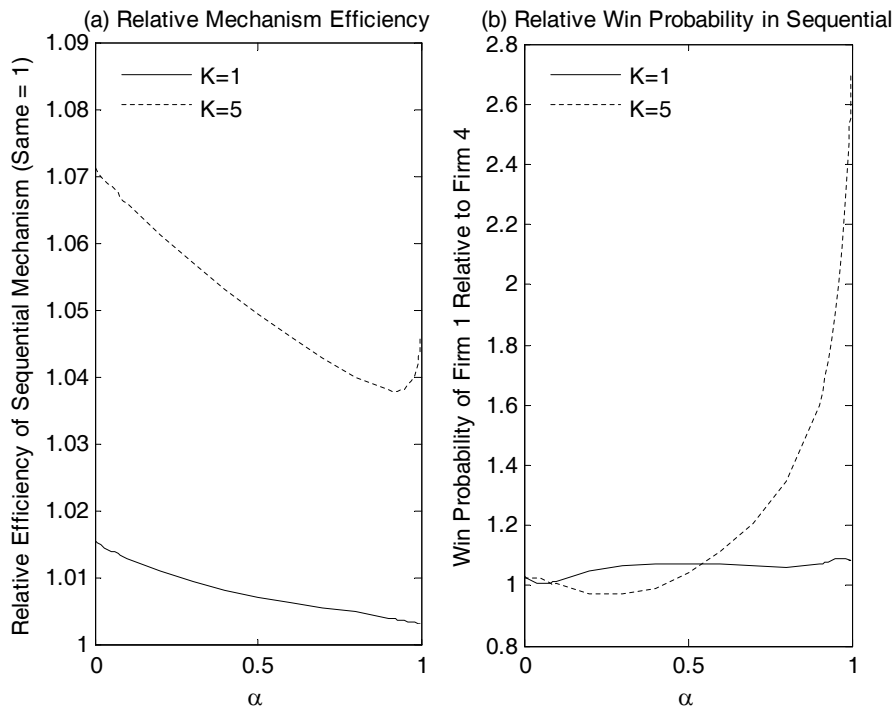 (a) Relative Mechanism Efficiency
Relative Efficiency of Sequential Mechanism (Same = 1)
1.09
1.08
1.07
1.06
1.05
1.04
1.03
1.02
1.01
1
K=1
K=5
0
0.5
1
α
(b) Relative Win Probability in Sequential
Win Probability of Firm 1 Relative to Firm 4
2.8
2.6
2.4
2.2
2
1.8
1.6
1.4
1.2
1
0.8
K=1
K=5
0
0.5
1
α